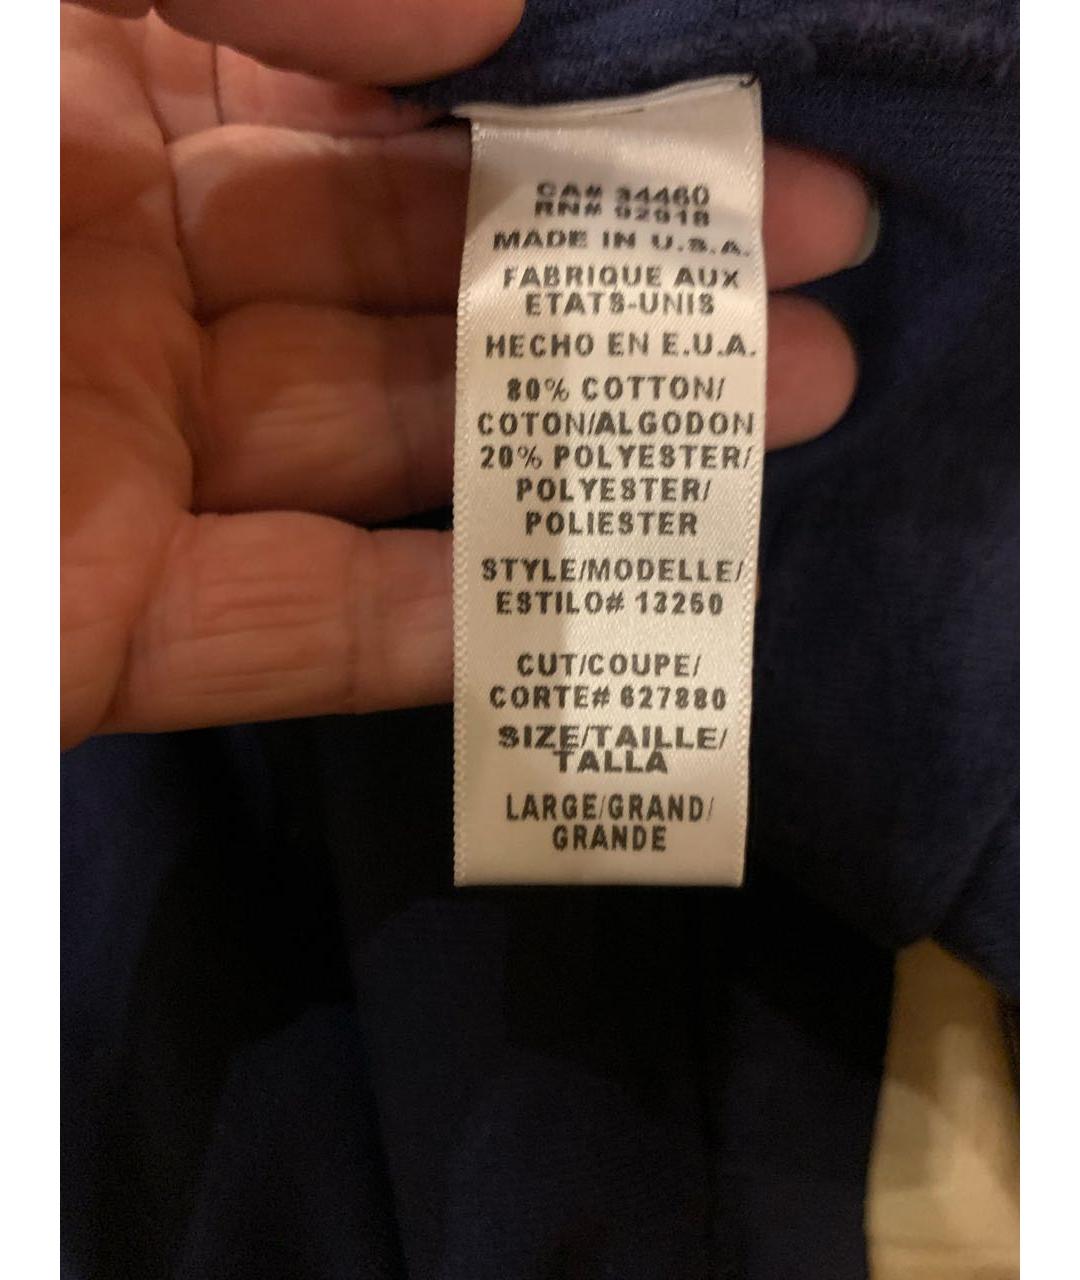 CA# 34460
RN# 92918
MADE IN U.S.A.
FABRIQUE AUX
ETATS-UNIS
HECHO EN E.U.A.
80% COTTON/
COTON/ALGODON
20% POLYESTER/
POLYESTER/
POLIESTER
STYLE/MODELLE/
ESTILO# 13260
CUT/COUPE/
CORTE# 627880
SIZE/TAILLE/
TALLA
LARGE/GRAND/
GRANDE